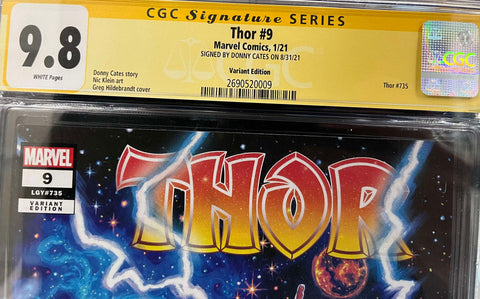 CGC Signature SERIES
9.8
WHITE Pages
Thor #9
Marvel Comics, 1/21
SIGNED BY DONNY CATES ON 8/31/21
Variant Edition
Donny Cates story
Nic Klein art
Greg Hildebrandt cover
2690520009
Thor #735
CGC
MARVEL
9
LGY#735
VARIANT
EDITION
THOR